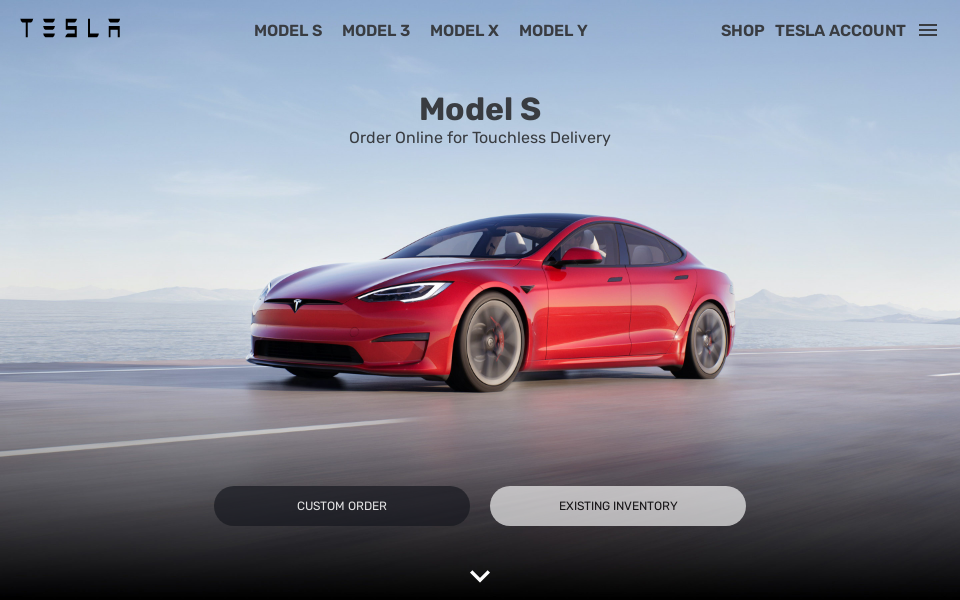 TESLA
MODEL S MODEL 3 MODEL X MODEL Y
SHOP TESLA ACCOUNT
Model S
Order Online for Touchless Delivery
CUSTOM ORDER
EXISTING INVENTORY